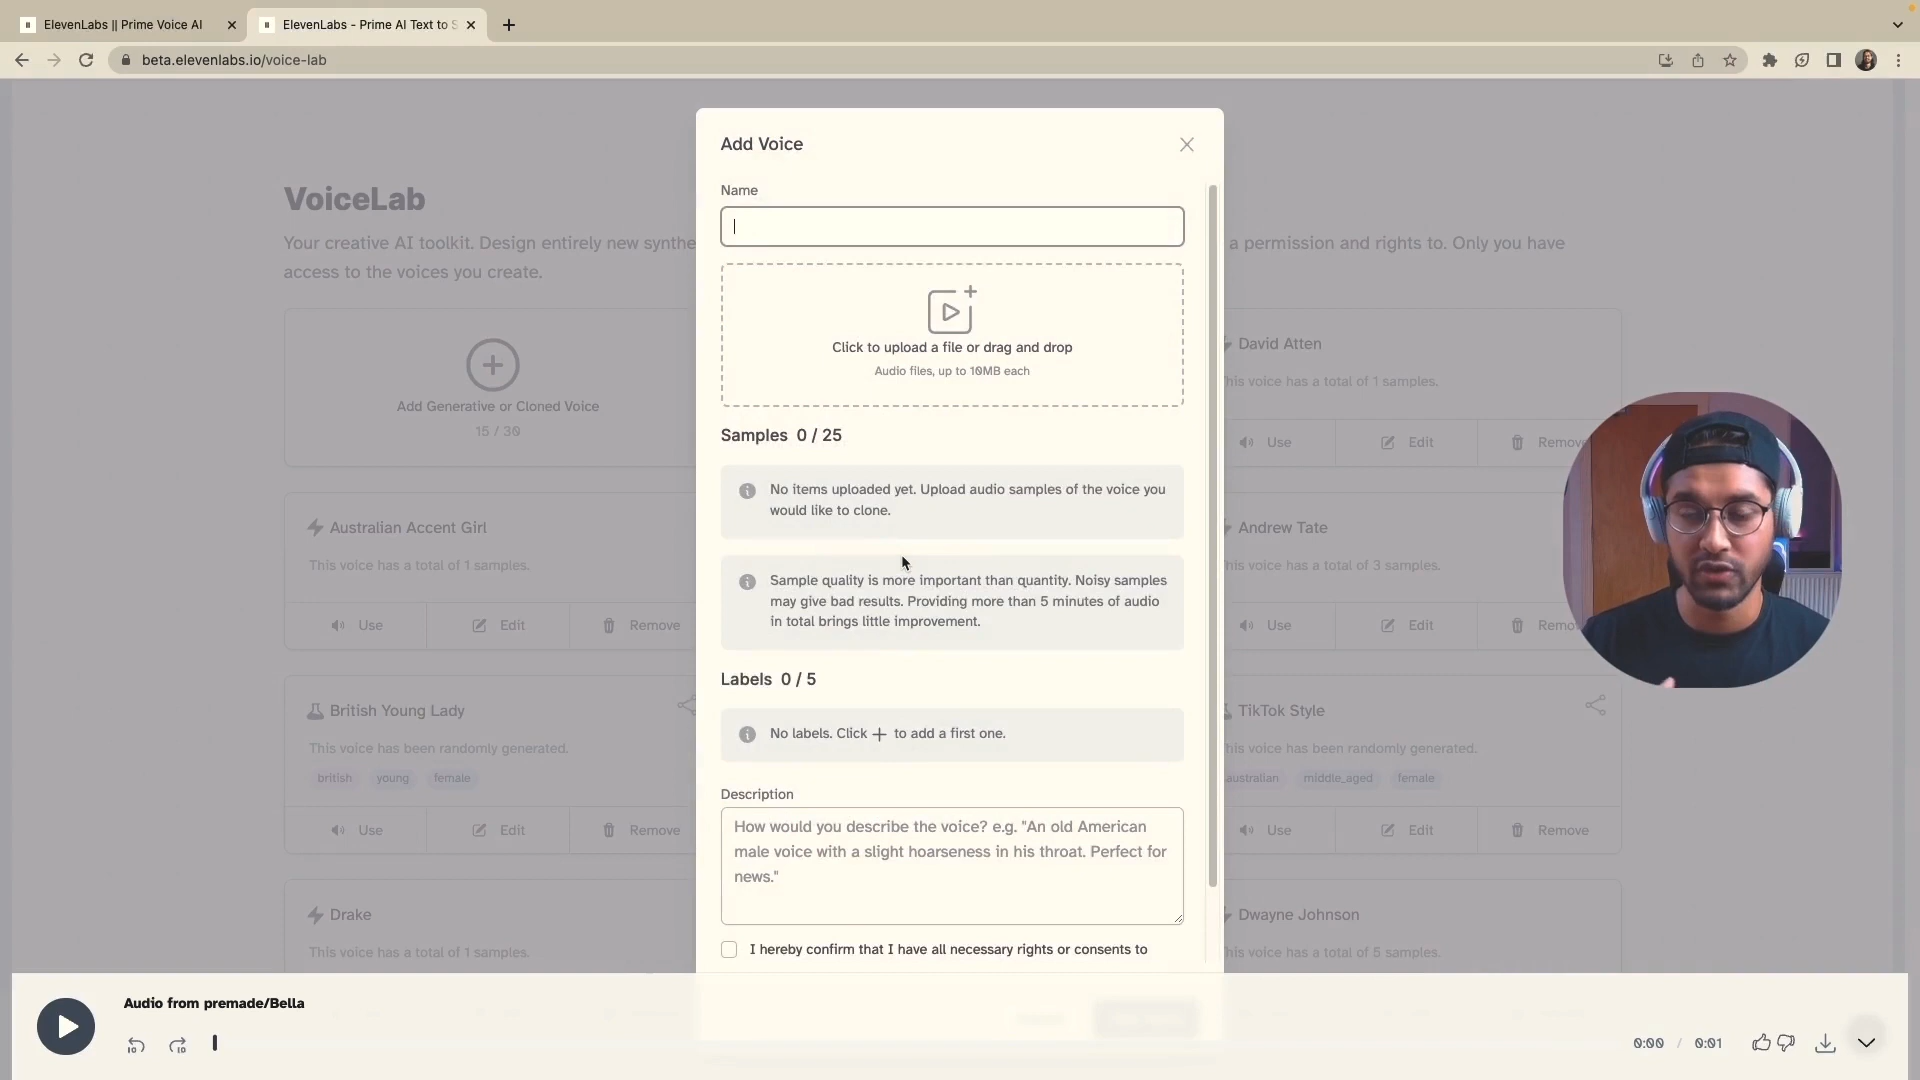 ElevenLabs || Prime Voice AI
ElevenLabs - Prime AI Text to S
beta.elevenlabs.io/voice-lab
VoiceLab
Your creative AI toolkit. Design entirely new synthe
a permission and rights to. Only you have
access to the voices you create.
Add Generative or Cloned Voice
15 / 30
Australian Accent Girl
This voice has a total of 1 samples.
Use
Edit
Remove
British Young Lady
This voice has been randomly generated.
british
young
female
Use
Edit
Remove
Drake
This voice has a total of 1 samples.
Add Voice
Name
Click to upload a file or drag and drop
Audio files, up to 10MB each
Samples 0 / 25
No items uploaded yet. Upload audio samples of the voice you
would like to clone.
Sample quality is more important than quantity. Noisy samples
may give bad results. Providing more than 5 minutes of audio
in total brings little improvement.
Labels 0 / 5
No labels. Click + to add a first one.
Description
How would you describe the voice? e.g. "An old American
male voice with a slight hoarseness in his throat. Perfect for
news."
I hereby confirm that I have all necessary rights or consents to
David Atten
his voice has a total of 1 samples.
Use
Edit
Remove
Andrew Tate
his voice has a total of 3 samples.
Use
Edit
Remo
TikTok Style
his voice has been randomly generated.
australian
middle_aged
female
Use
Edit
Remove
Dwayne Johnson
his voice has a total of 5 samples.
Audio from premade/Bella
10
10
0:00 / 0:01